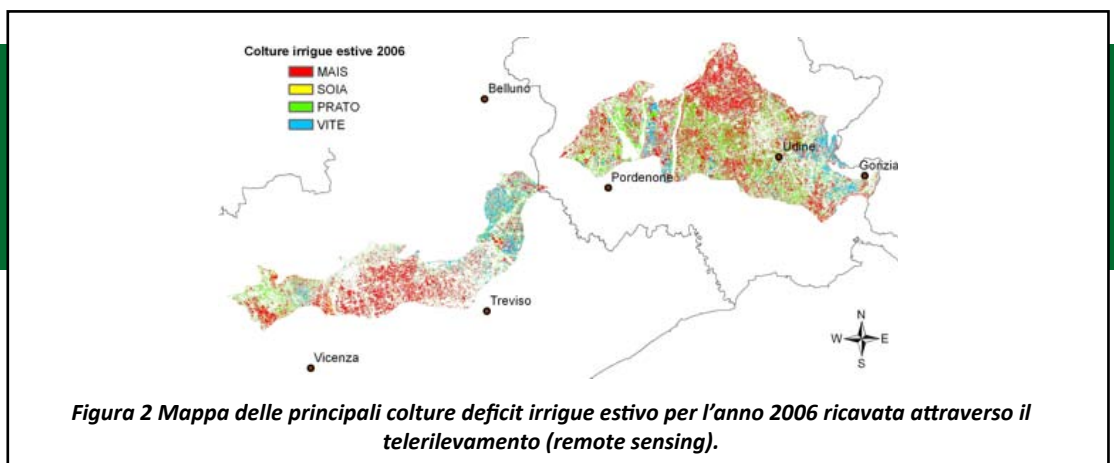 Colture irrigue estive 2006
MAIS
SOIA
PRATO
VITE
Belluno
Udine
Gorizia
Pordenone
Treviso
Vicenza
N
W E
S
Figura 2 Mappa delle principali colture deficit irrigue estivo per l'anno 2006 ricavata attraverso il
telerilevamento (remote sensing).